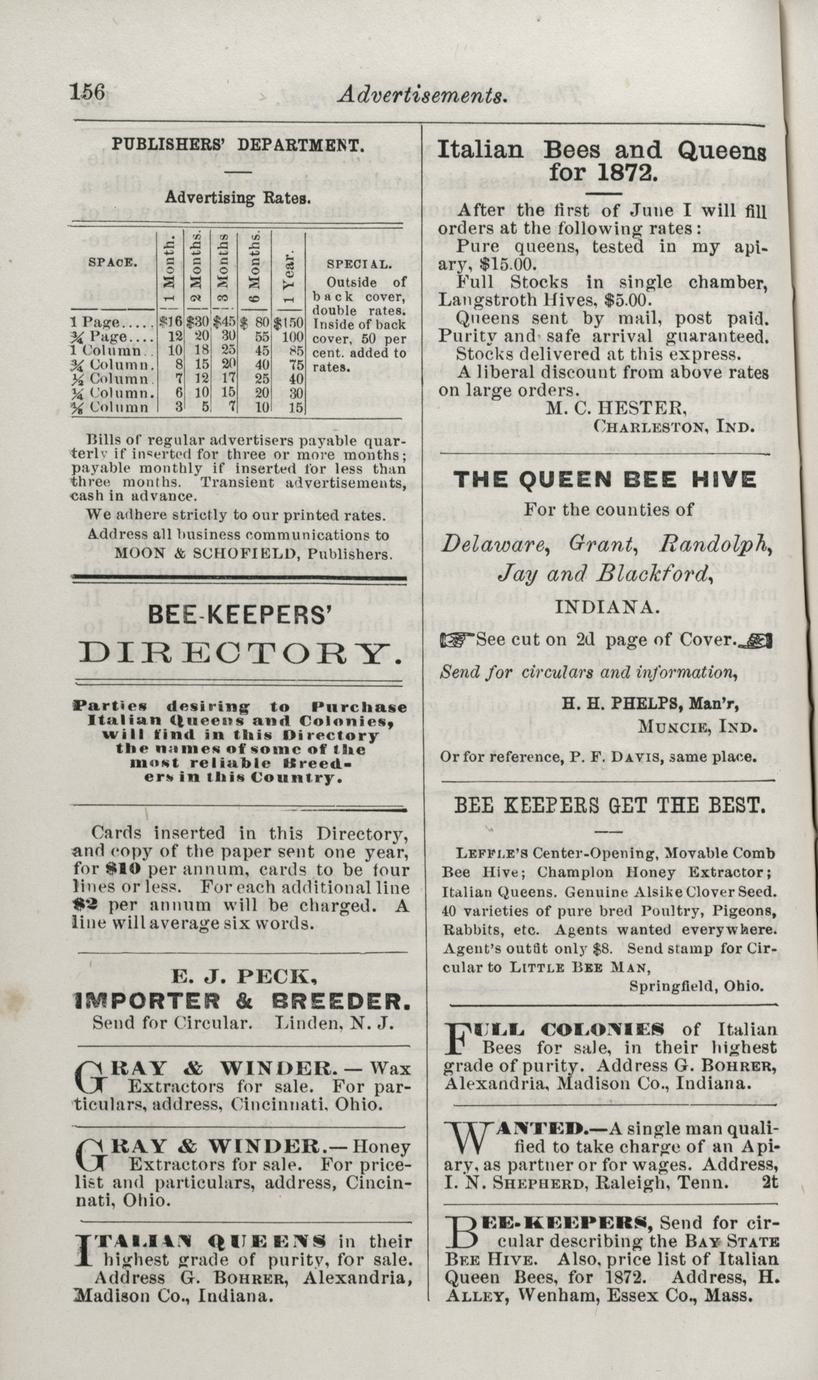 156
Advertisements.
PUBLISHERS' DEPARTMENT.
Advertising Rates.
SPACE. | 1 Month. | 2 Months. | 3 Months | 6 Months. | 1 Year. | SPECIAL.
1 Page..... $16 $30 $45 $ 80 $150
¾ Page.... 12 20 30 55 100
1 Column.. 10 18 25 45 85
¾ Column. 8 15 20 40 75
½ Column. 7 12 17 25 40
¼ Column. 6 10 15 20 30
⅛ Column 3 5 7 10 15
Outside of
back cover,
double rates.
Inside of back
cover, 50 per
cent. added to
rates.
Bills of regular advertisers payable quar-
terly if inserted for three or more months;
payable monthly if inserted for less than
three months. Transient advertisements,
cash in advance.
We adhere strictly to our printed rates.
Address all business communications to
MOON & SCHOFIELD, Publishers.
BEE-KEEPERS'
DIRECTORY.
Parties desiring to Purchase
Italian Queens and Colonies,
will find in this Directory
the names of some of the
most reliable Breed-
ers in this Country.
Cards inserted in this Directory,
and copy of the paper sent one year,
for $10 per annum, cards to be four
lines or less. For each additional line
$2 per annum will be charged. A
line will average six words.
E. J. PECK,
IMPORTER & BREEDER.
Send for Circular. Linden, N. J.
GRAY & WINDER. — Wax
Extractors for sale. For par-
ticulars, address, Cincinnati, Ohio.
GRAY & WINDER.— Honey
Extractors for sale. For price-
list and particulars, address, Cincin-
nati, Ohio.
ITALIAN QUEENS in their
highest grade of purity, for sale.
Address G. BOHRER, Alexandria,
Madison Co., Indiana.
Italian Bees and Queens
for 1872.
After the first of June I will fill
orders at the following rates:
Pure queens, tested in my api-
ary, $15.00.
Full Stocks in single chamber,
Langstroth Hives, $5.00.
Queens sent by mail, post paid.
Purity and safe arrival guaranteed.
Stocks delivered at this express.
A liberal discount from above rates
on large orders.
M. C. HESTER,
CHARLESTON, IND.
THE QUEEN BEE HIVE
For the counties of
Delaware, Grant, Randolph,
Jay and Blackford,
INDIANA.
☞See cut on 2d page of Cover.☜
Send for circulars and information,
H. H. PHELPS, Man'r,
MUNCIE, IND.
Or for reference, P. F. DAVIS, same place.
BEE KEEPERS GET THE BEST.
LEFFLE'S Center-Opening, Movable Comb
Bee Hive; Champion Honey Extractor;
Italian Queens. Genuine Alsike Clover Seed.
40 varieties of pure bred Poultry, Pigeons,
Rabbits, etc. Agents wanted everywhere.
Agent's outfit only $8. Send stamp for Cir-
cular to LITTLE BEE MAN,
Springfield, Ohio.
FULL COLONIES of Italian
Bees for sale, in their highest
grade of purity. Address G. BOHRER,
Alexandria, Madison Co., Indiana.
WANTED.—A single man quali-
fied to take charge of an Api-
ary, as partner or for wages. Address,
I. N. SHEPHERD, Raleigh, Tenn. 2t
BEE-KEEPERS, Send for cir-
cular describing the BAY STATE
BEE HIVE. Also, price list of Italian
Queen Bees, for 1872. Address, H.
ALLEY, Wenham, Essex Co., Mass.